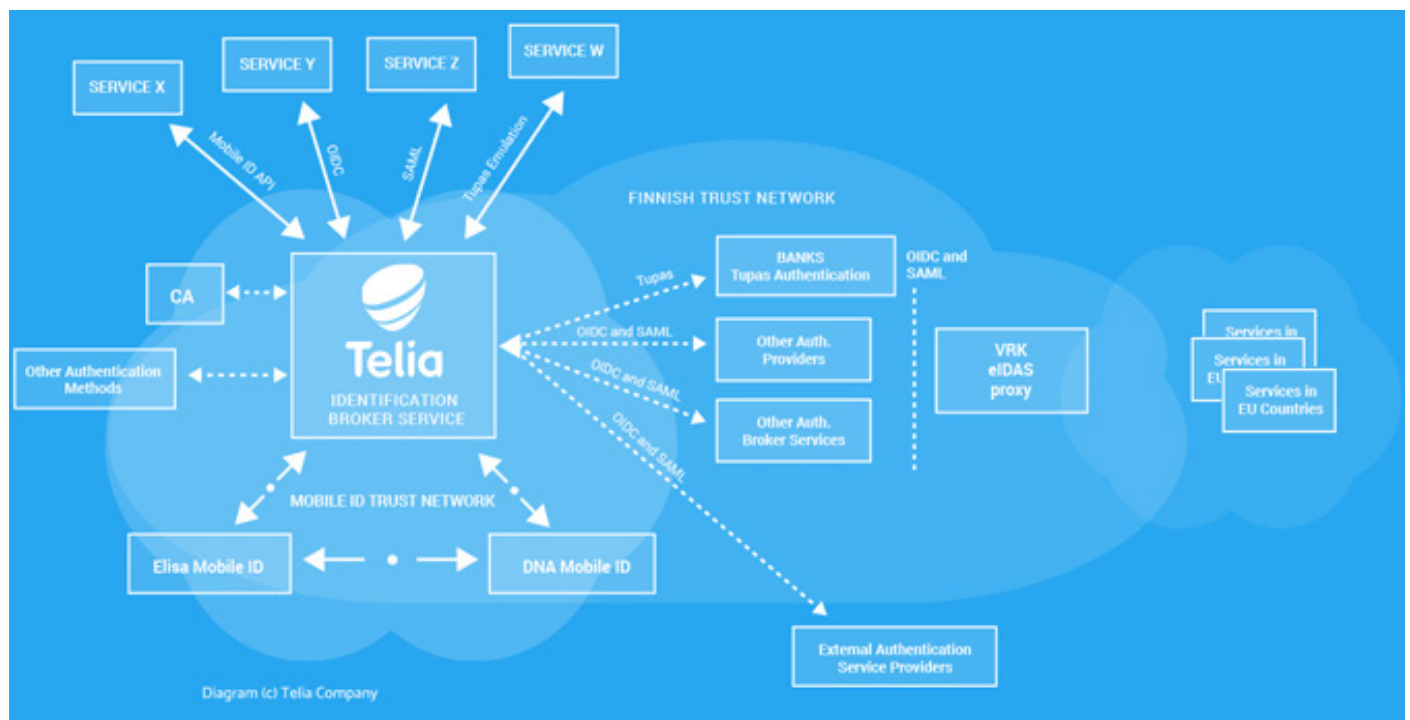 SERVICE X
SERVICE Y
SERVICE Z
SERVICE W
Mobile ID API
OIDC
SAML
Tupas Emulation
FINNISH TRUST NETWORK
CA
Other Authentication
Methods
Telia
IDENTIFICATION
BROKER SERVICE
Tupas
OIDC and SAML
OIDC and SAML
OIDC and SAML
BANKS
Tupas Authentication
Other Auth.
Providers
Other Auth.
Broker Services
OIDC and
SAML
VRK
eIDAS
proxy
Services in
Services in
EU
Services in
EU Countries
MOBILE ID TRUST NETWORK
Elisa Mobile ID
DNA Mobile ID
External Authentication
Service Providers
Diagram (c) Telia Company